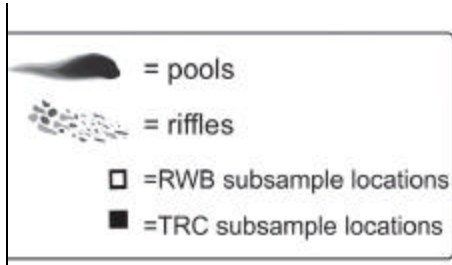 = pools
= riffles
=RWB subsample locations
=TRC subsample locations